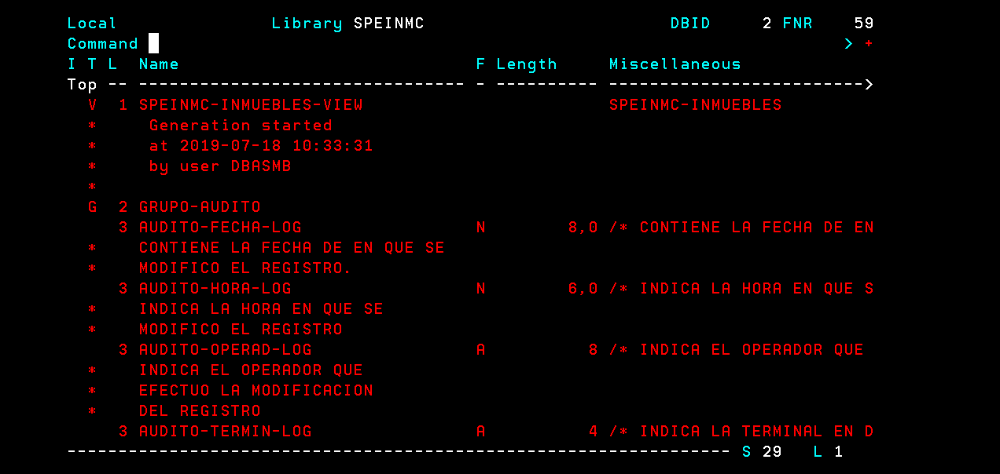 Local Library SPEINMC DBID 2 FNR 59
Command > +
I T L Name F Length Miscellaneous
Top -- -------------------------------- - ---------- ------------------------->
V 1 SPEINMC-INMUEBLES-VIEW SPEINMC-INMUEBLES
* Generation started
* at 2019-07-18 10:33:31
* by user DBASMB
*
G 2 GRUPO-AUDITO
3 AUDITO-FECHA-LOG N 8,0 /* CONTIENE LA FECHA DE EN
* CONTIENE LA FECHA DE EN QUE SE
* MODIFICO EL REGISTRO.
3 AUDITO-HORA-LOG N 6,0 /* INDICA LA HORA EN QUE S
* INDICA LA HORA EN QUE SE
* MODIFICO EL REGISTRO
3 AUDITO-OPERAD-LOG A 8 /* INDICA EL OPERADOR QUE
* INDICA EL OPERADOR QUE
* EFECTUO LA MODIFICACION
* DEL REGISTRO
3 AUDITO-TERMIN-LOG A 4 /* INDICA LA TERMINAL EN D
----------------------------------------------------------------- S 29 L 1